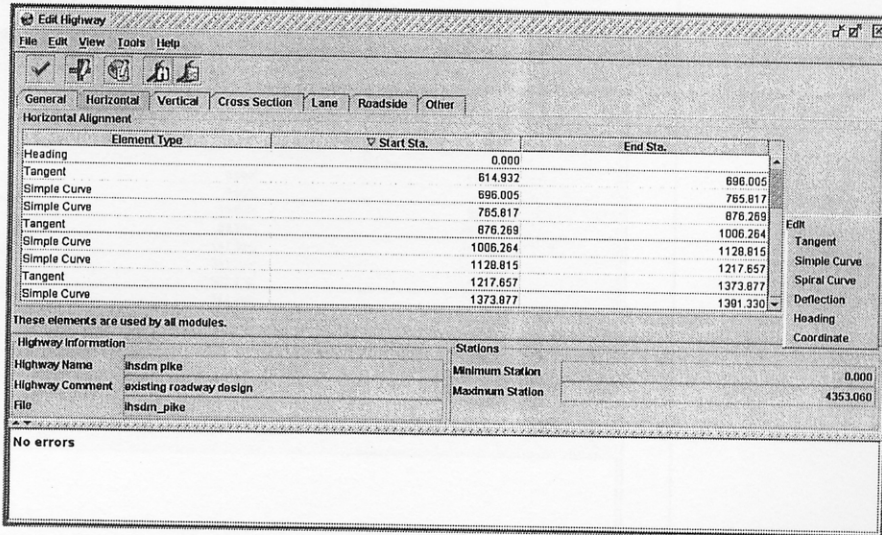 Edit Highway
File Edit View Tools Help
General Horizontal Vertical Cross Section Lane Roadside Other
Horizontal Alignment
Element Type Start Sta. End Sta.
Heading 0.000
Tangent 614.932 696.005
Simple Curve 696.005 765.817
Simple Curve 765.817 876.269
Tangent 876.269 1006.264
Simple Curve 1006.264 1128.815
Simple Curve 1128.815 1217.657
Tangent 1217.657 1373.877
Simple Curve 1373.877 1391.330
Edit
Tangent
Simple Curve
Spiral Curve
Deflection
Heading
Coordinate
These elements are used by all modules.
Highway Information
Highway Name ihsdm pike
Highway Comment existing roadway design
File ihsdm_pike
Stations
Minimum Station 0.000
Maximum Station 4353.060
No errors